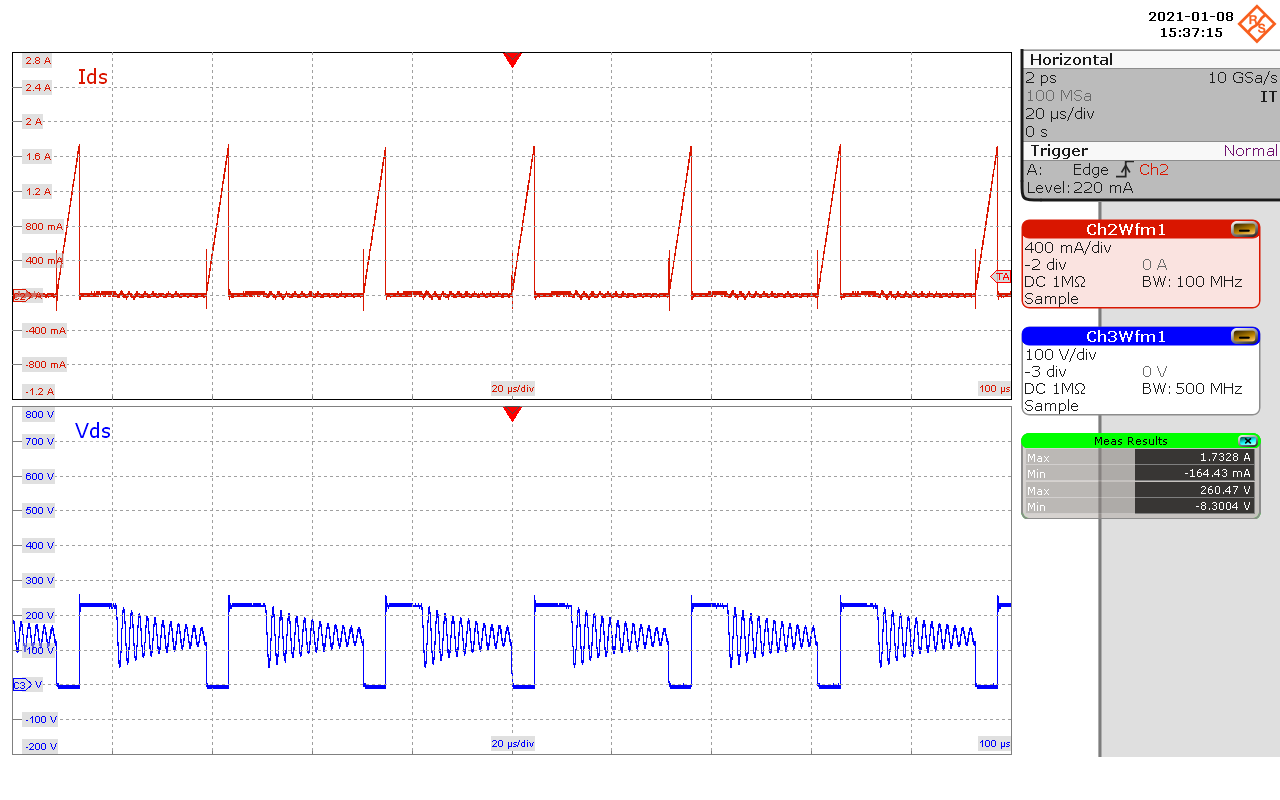 2021-01-08
15:37:15
R&S
2.8 A
Ids
2.4 A
2 A
1.6 A
1.2 A
800 mA
400 mA
C2 A
TA
-400 mA
-800 mA
-1.2 A
20 µs/div
100 µs
800 V
Vds
700 V
600 V
500 V
400 V
300 V
200 V
100 V
C3 V
-100 V
-200 V
20 µs/div
100 µs
Horizontal
2 ps 10 GSa/s
100 MSa IT
20 µs/div
0 s
Trigger Normal
A: Edge Ch2
Level: 220 mA
Ch2Wfm1
400 mA/div
-2 div 0 A
DC 1MΩ BW: 100 MHz
Sample
Ch3Wfm1
100 V/div
-3 div 0 V
DC 1MΩ BW: 500 MHz
Sample
Meas Results
Max 1.7328 A
Min -164.43 mA
Max 260.47 V
Min -8.3004 V